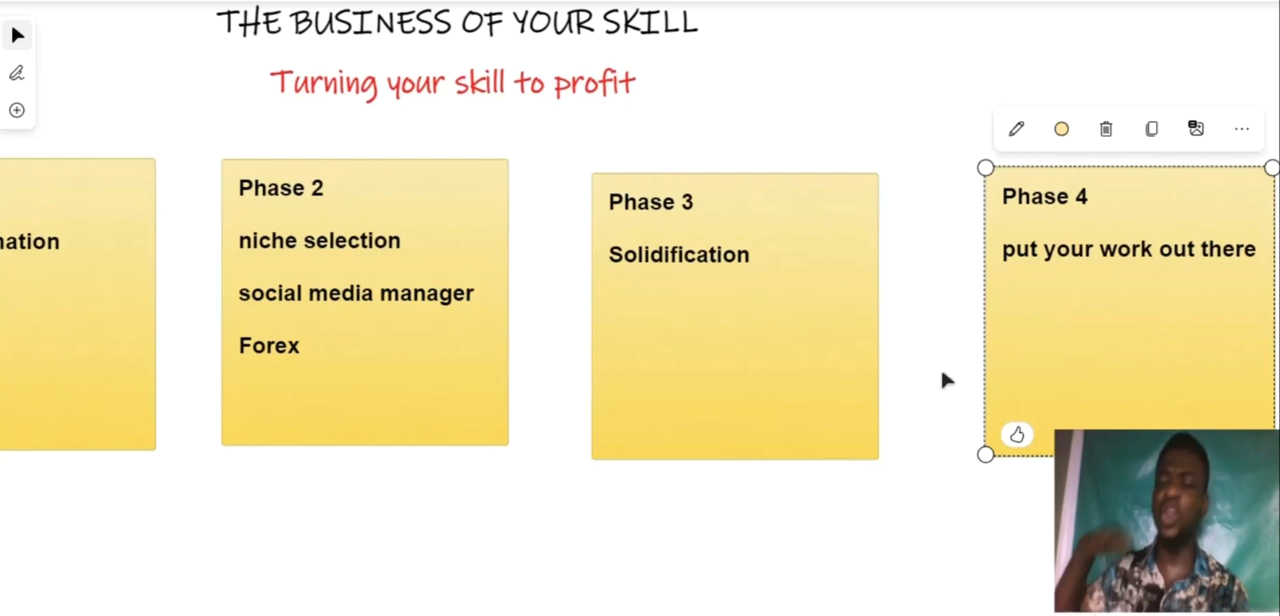 THE BUSINESS OF YOUR SKILL
Turning your skill to profit
Phase 2
niche selection
social media manager
Forex
Phase 3
Solidification
Phase 4
put your work out there